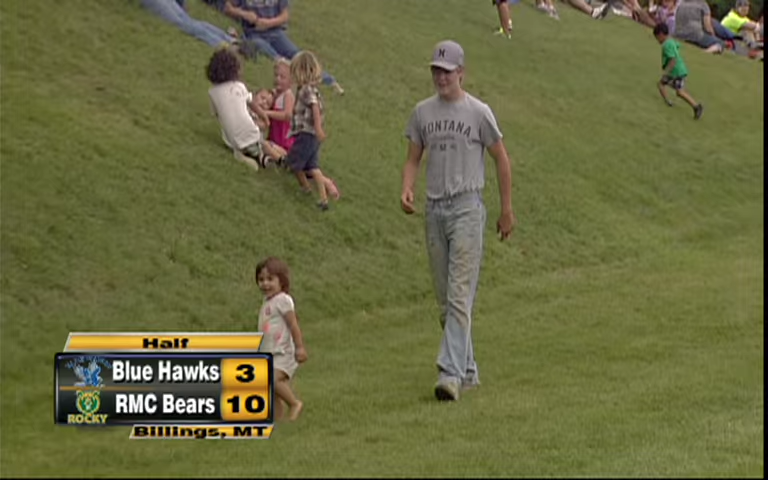 M
MONTANA
Half
Blue Hawks 3
RMC Bears 10
ROCKY
Billings, MT